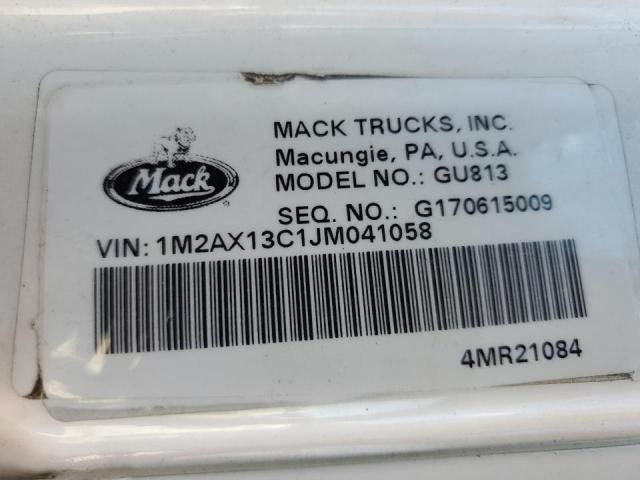 MACK TRUCKS, INC.
Macungie, PA, U.S.A.
MODEL NO.: GU813
SEQ. NO.: G170615009
Mack
VIN: 1M2AX13C1JM041058
4MR21084